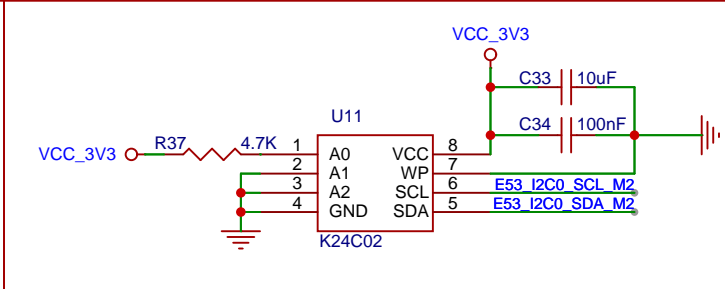 VCC_3V3
C33 10uF
U11
C34 100nF
VCC_3V3 R37 4.7K 1 A0 VCC 8
2 A1 WP 7
3 A2 SCL 6 E53_I2C0_SCL_M2
4 GND SDA 5 E53_I2C0_SDA_M2
K24C02